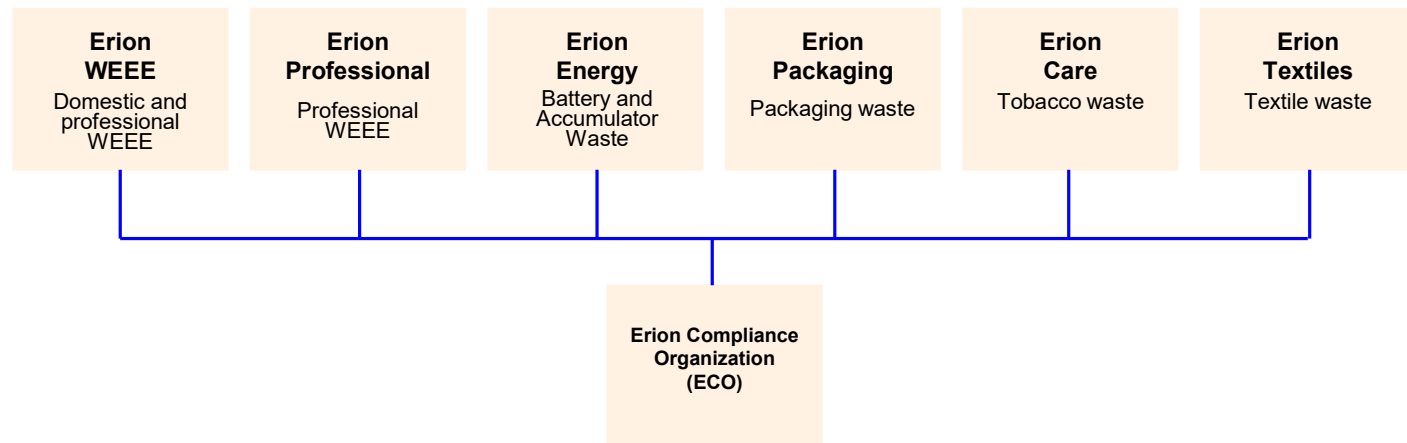 Erion
WEEE
Domestic and
professional
WEEE
Erion
Professional
Professional
WEEE
Erion
Energy
Battery and
Accumulator
Waste
Erion
Packaging
Packaging waste
Erion
Care
Tobacco waste
Erion
Textiles
Textile waste
Erion Compliance
Organization
(ECO)